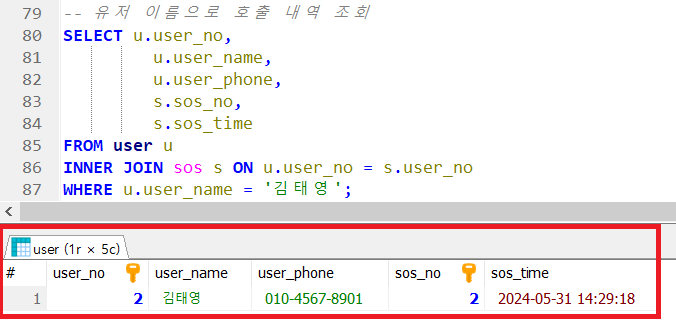 79 -- 유저 이름으로 호출 내역 조회
80 SELECT u.user_no,
81 u.user_name,
82 u.user_phone,
83 s.sos_no,
84 s.sos_time
85 FROM user u
86 INNER JOIN sos s ON u.user_no = s.user_no
87 WHERE u.user_name = '김태영';
user (1r × 5c)
# user_no user_name user_phone sos_no sos_time
1 2 김태영 010-4567-8901 2 2024-05-31 14:29:18